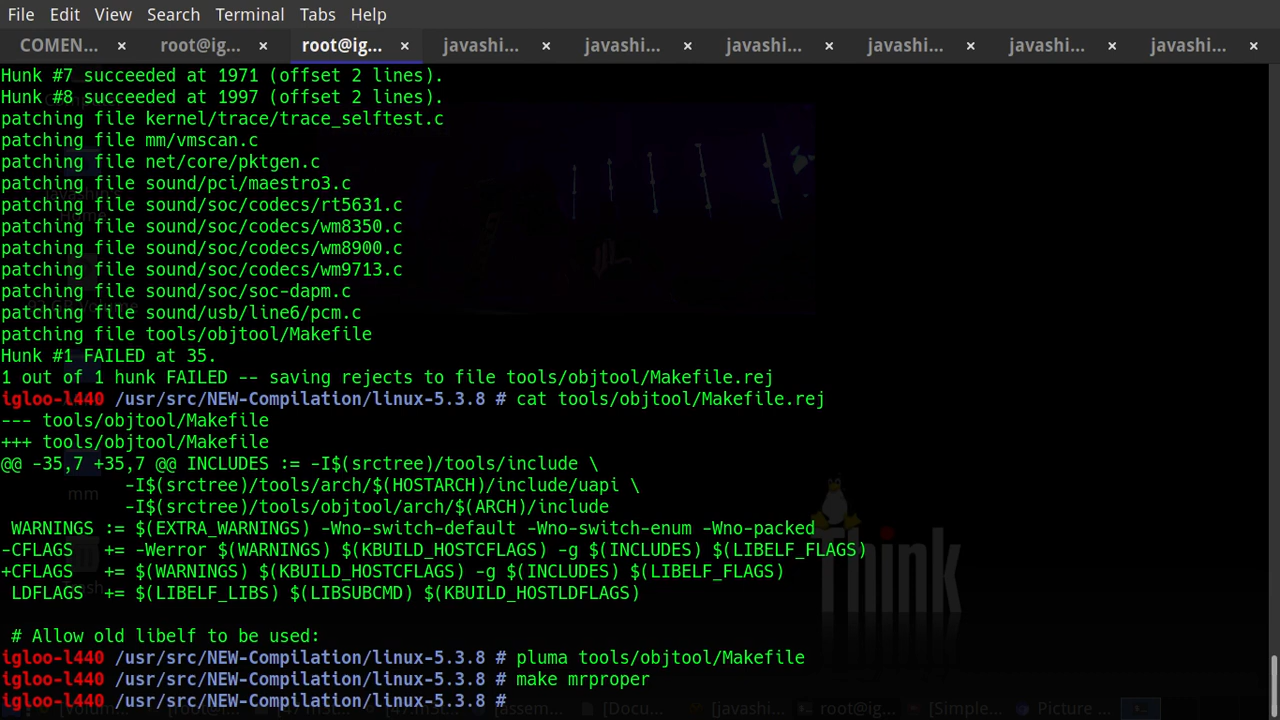 File Edit View Search Terminal Tabs Help
COMEN... × root@ig... × root@ig... × javashi... × javashi... × javashi... × javashi... × javashi... × javashi... ×
Hunk #7 succeeded at 1971 (offset 2 lines).
Hunk #8 succeeded at 1997 (offset 2 lines).
patching file kernel/trace/trace_selftest.c
patching file mm/vmscan.c
patching file net/core/pktgen.c
patching file sound/pci/maestro3.c
patching file sound/soc/codecs/rt5631.c
patching file sound/soc/codecs/wm8350.c
patching file sound/soc/codecs/wm8900.c
patching file sound/soc/codecs/wm9713.c
patching file sound/soc/soc-dapm.c
patching file sound/usb/line6/pcm.c
patching file tools/objtool/Makefile
Hunk #1 FAILED at 35.
1 out of 1 hunk FAILED -- saving rejects to file tools/objtool/Makefile.rej
igloo-l440 /usr/src/NEW-Compilation/linux-5.3.8 # cat tools/objtool/Makefile.rej
--- tools/objtool/Makefile
+++ tools/objtool/Makefile
@@ -35,7 +35,7 @@ INCLUDES := -I$(srctree)/tools/include \
-I$(srctree)/tools/arch/$(HOSTARCH)/include/uapi \
-I$(srctree)/tools/objtool/arch/$(ARCH)/include
WARNINGS := $(EXTRA_WARNINGS) -Wno-switch-default -Wno-switch-enum -Wno-packed
-CFLAGS += -Werror $(WARNINGS) $(KBUILD_HOSTCFLAGS) -g $(INCLUDES) $(LIBELF_FLAGS)
+CFLAGS += $(WARNINGS) $(KBUILD_HOSTCFLAGS) -g $(INCLUDES) $(LIBELF_FLAGS)
LDFLAGS += $(LIBELF_LIBS) $(LIBSUBCMD) $(KBUILD_HOSTLDFLAGS)
# Allow old libelf to be used:
igloo-l440 /usr/src/NEW-Compilation/linux-5.3.8 # pluma tools/objtool/Makefile
igloo-l440 /usr/src/NEW-Compilation/linux-5.3.8 # make mrproper
igloo-l440 /usr/src/NEW-Compilation/linux-5.3.8 #
mm
Think